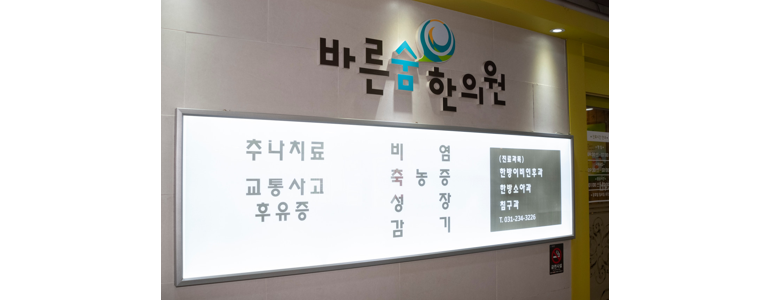 바른숨한의원
추나치료
교통사고
후유증
비 염
축 농 증
성 장
감 기
(진료과목)
한방이비인후과
한방소아과
침구과
T. 031-234-3226